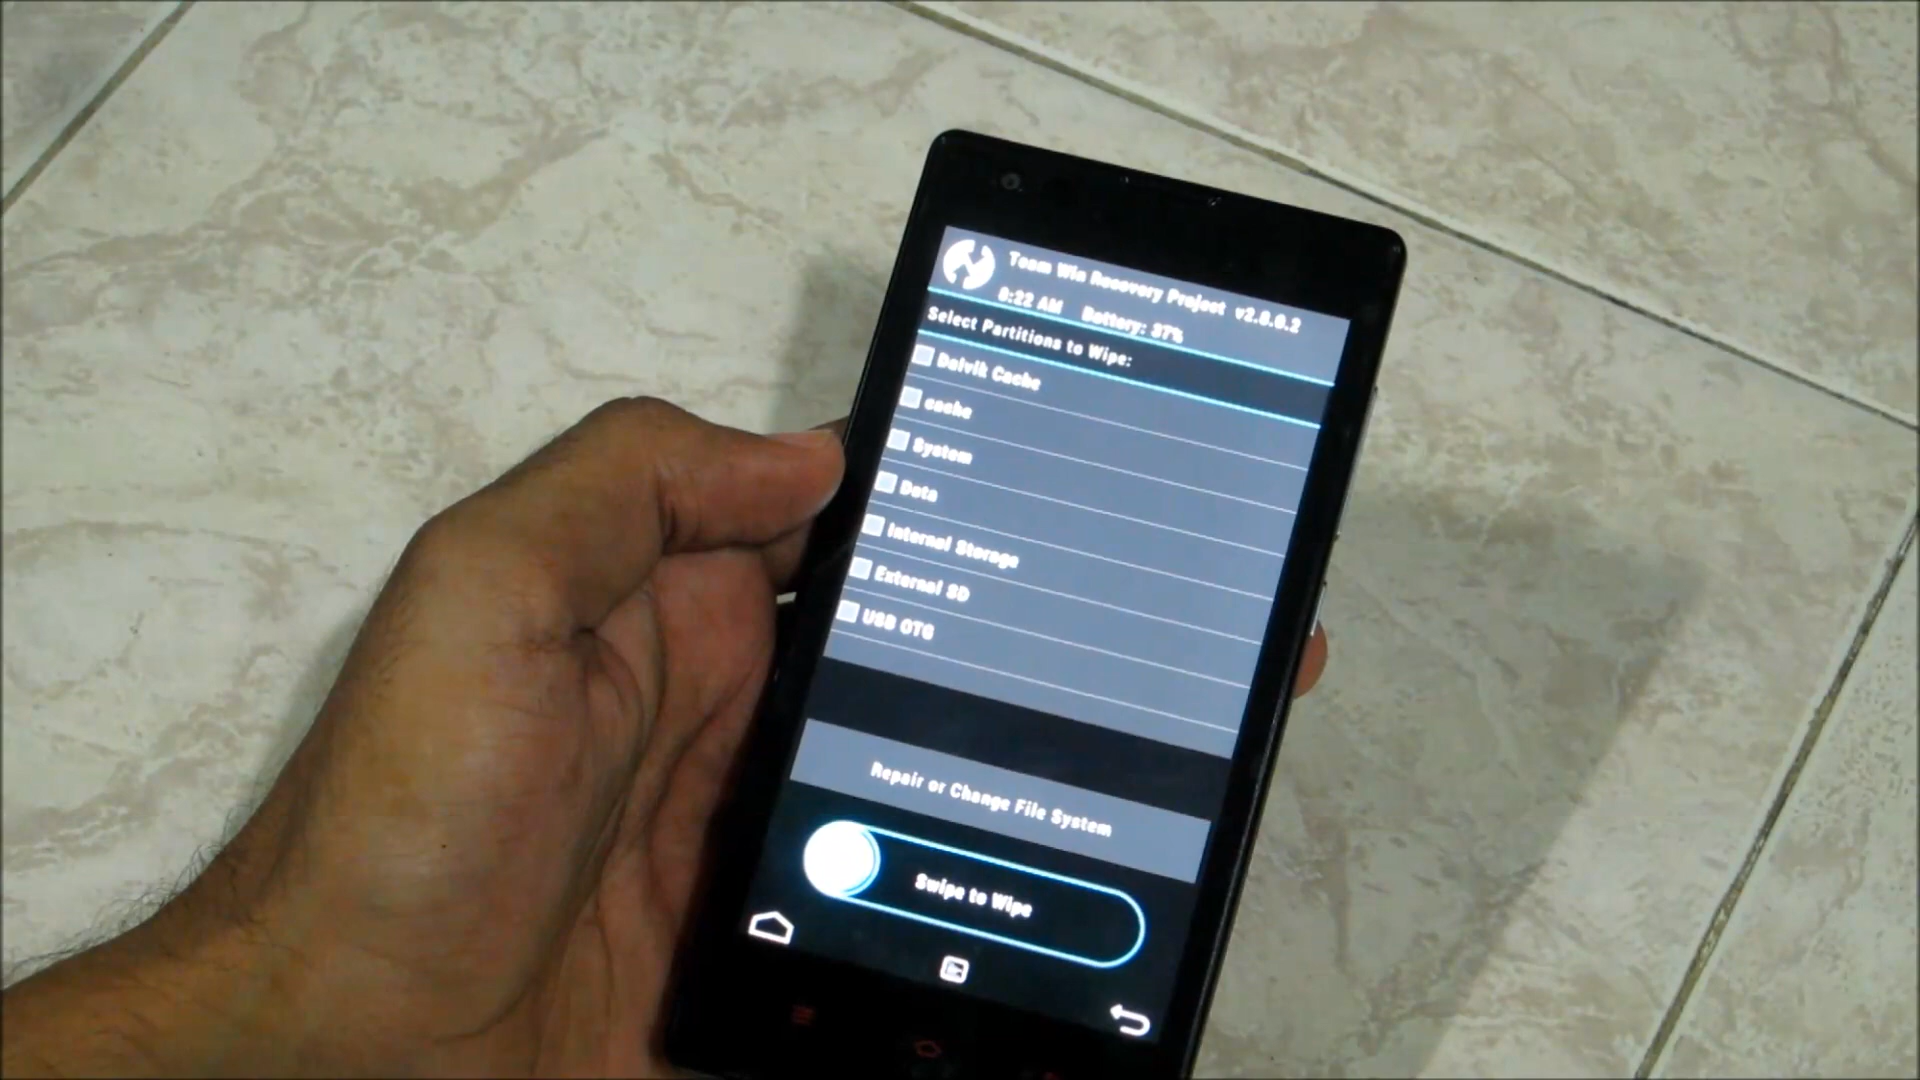 Team Win Recovery Project v2.8.6.2
8:22 AM Battery: 37%
Select Partitions to Wipe:
Dalvik Cache
cache
System
Data
Internal Storage
External SD
USB OTG
Repair or Change File System
Swipe to Wipe